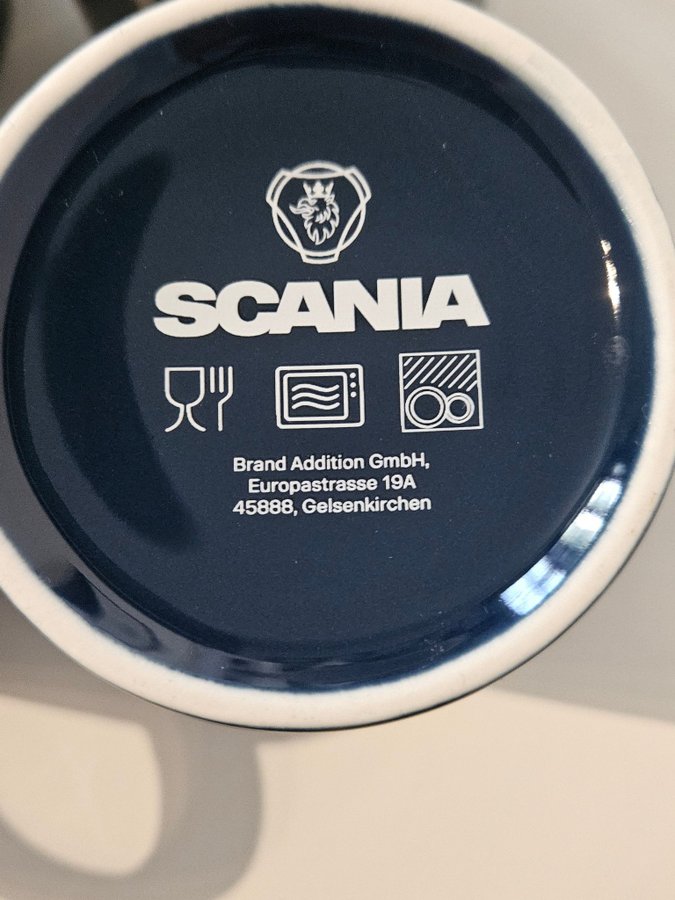 SCANIA
Brand Addition GmbH,
Europastrasse 19A
45888, Gelsenkirchen